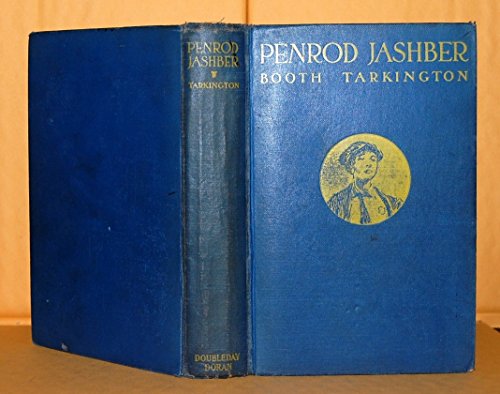 PENROD
JASHBER
TARKINGTON
DOUBLEDAY
DORAN
PENROD JASHBER
BOOTH TARKINGTON